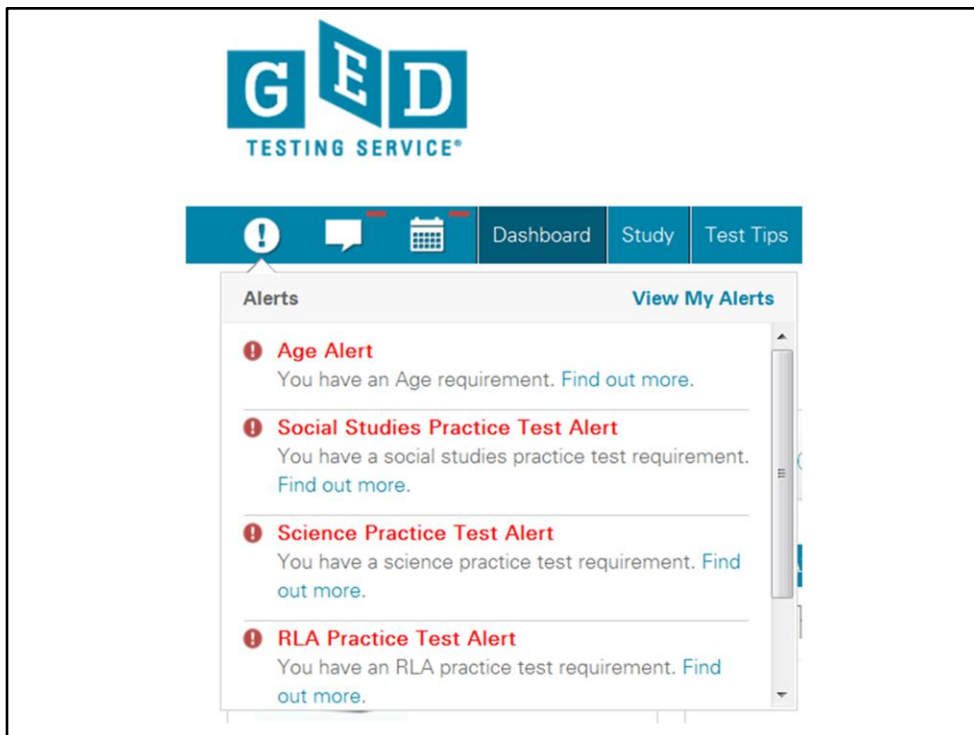 GED
TESTING SERVICE®
Dashboard Study Test Tips
Alerts View My Alerts
Age Alert
You have an Age requirement. Find out more.
Social Studies Practice Test Alert
You have a social studies practice test requirement.
Find out more.
Science Practice Test Alert
You have a science practice test requirement. Find
out more.
RLA Practice Test Alert
You have an RLA practice test requirement. Find
out more.